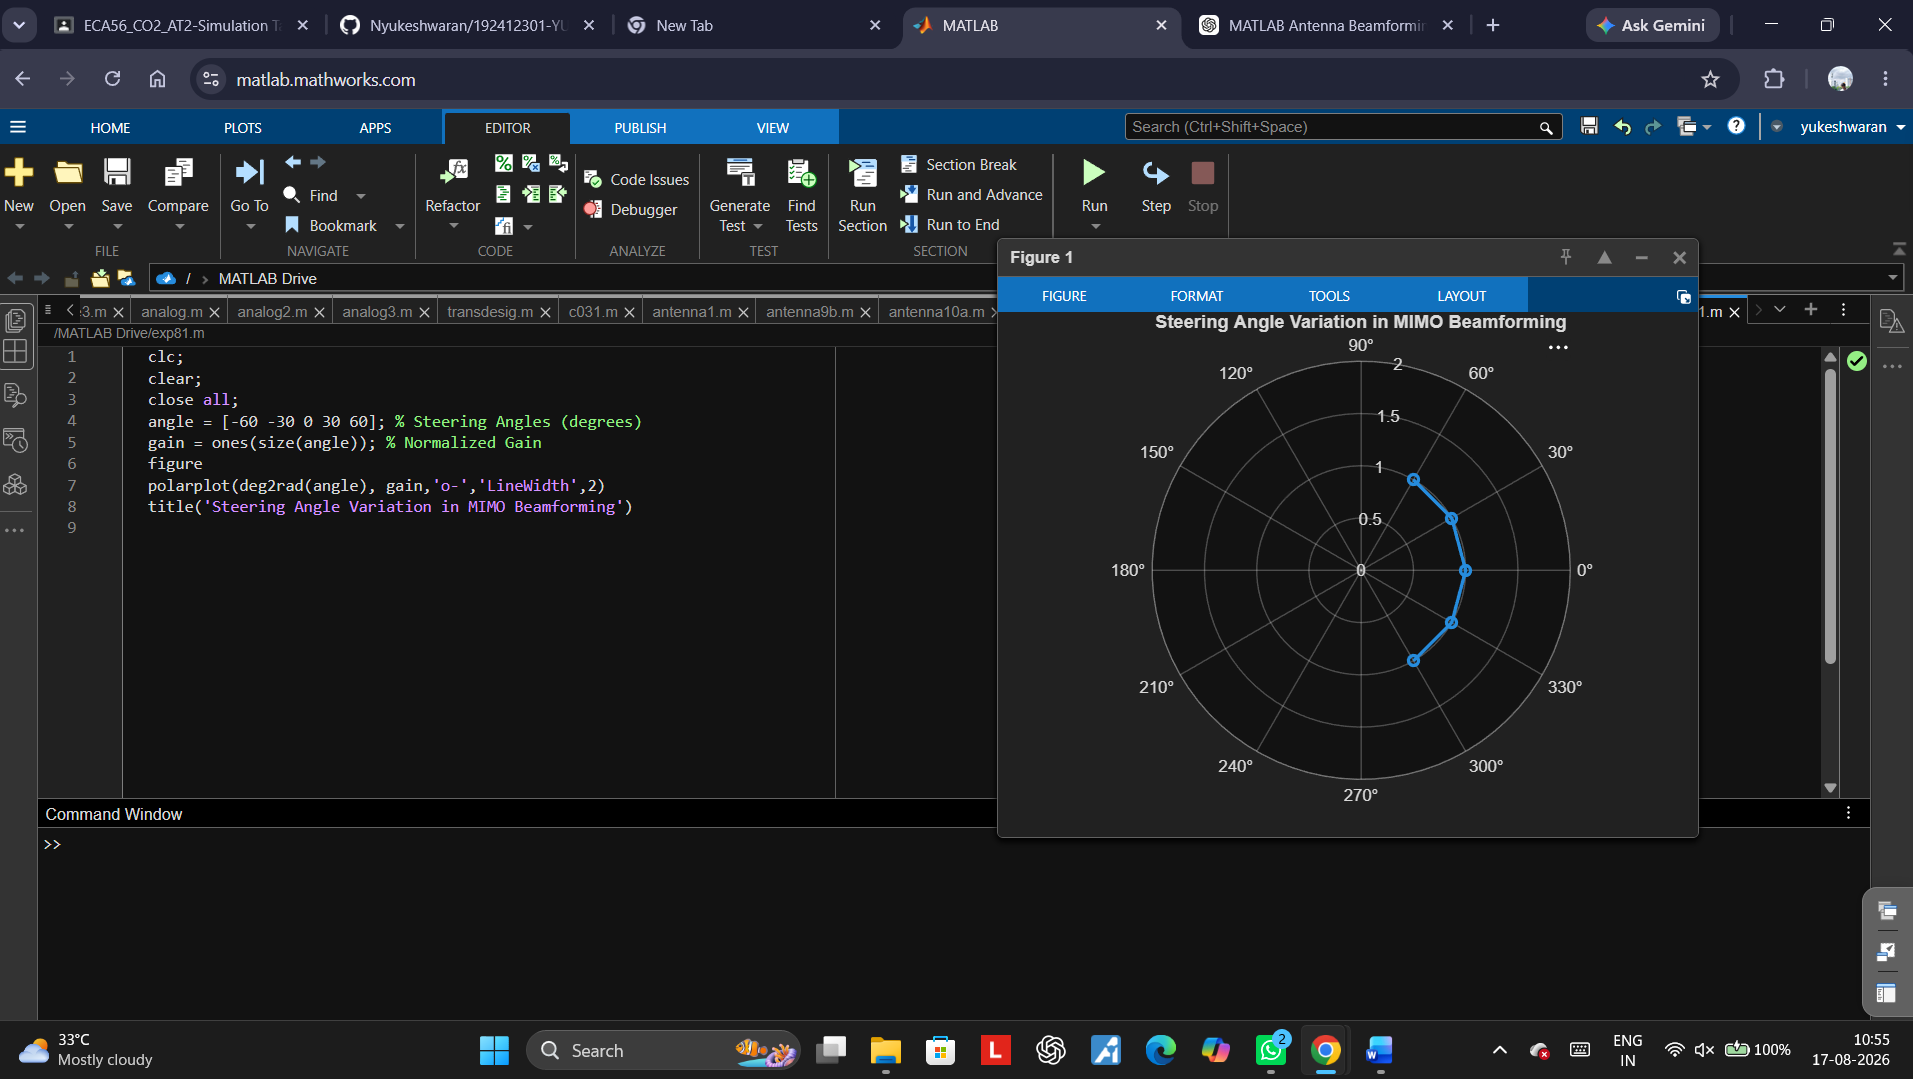 ECA56_CO2_AT2-Simulation T
Nyukeshwaran/192412301-YU
New Tab
MATLAB
MATLAB Antenna Beamformin
Ask Gemini
matlab.mathworks.com
HOME
PLOTS
APPS
EDITOR
PUBLISH
VIEW
Search (Ctrl+Shift+Space)
yukeshwaran
New
Open
Save
Compare
Go To
Find
Bookmark
Refactor
Code Issues
Debugger
Generate Test
Find Tests
Run Section
Section Break
Run and Advance
Run to End
Run
Step
Stop
FILE
NAVIGATE
CODE
ANALYZE
TEST
SECTION
/ › MATLAB Drive
3.m
analog.m
analog2.m
analog3.m
transdesig.m
c031.m
antenna1.m
antenna9b.m
antenna10a.m
1.m
/MATLAB Drive/exp81.m
1 clc;
2 clear;
3 close all;
4 angle = [-60 -30 0 30 60]; % Steering Angles (degrees)
5 gain = ones(size(angle)); % Normalized Gain
6 figure
7 polarplot(deg2rad(angle), gain,'o-','LineWidth',2)
8 title('Steering Angle Variation in MIMO Beamforming')
9
Figure 1
FIGURE
FORMAT
TOOLS
LAYOUT
Steering Angle Variation in MIMO Beamforming
90°
2
120°
60°
1.5
150°
30°
1
0.5
180°
0
0°
210°
330°
240°
300°
270°
Command Window
>>
33°C
Mostly cloudy
Search
2
ENG
IN
100%
10:55
17-08-2026